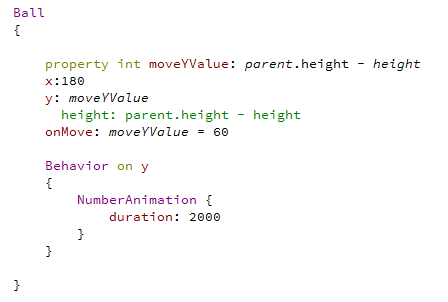 Ball
{
property int moveYValue: parent.height - height
x:180
y: moveYValue
height: parent.height - height
onMove: moveYValue = 60
Behavior on y
{
NumberAnimation {
duration: 2000
}
}
}